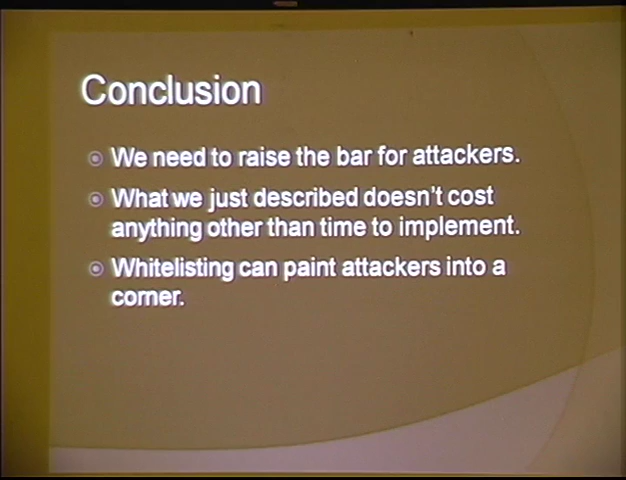 Conclusion
We need to raise the bar for attackers.
What we just described doesn't cost
anything other than time to implement.
Whitelisting can paint attackers into a
corner.